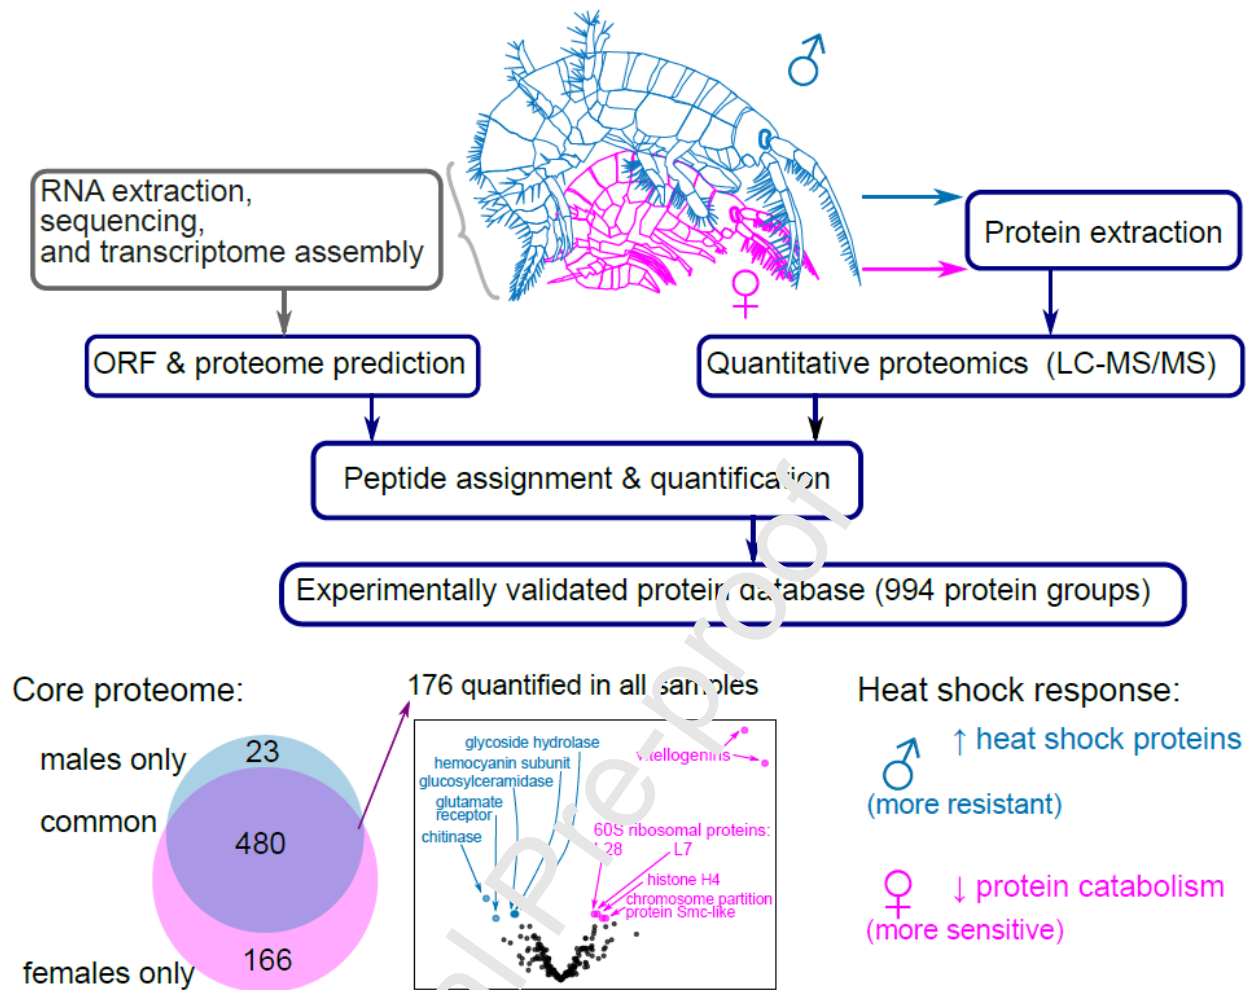 RNA extraction,
sequencing,
and transcriptome assembly
♂
♀
Protein extraction
ORF & proteome prediction
Quantitative proteomics (LC-MS/MS)
Peptide assignment & quantification
Experimentally validated protein database (994 protein groups)
Core proteome:
males only
23
common
480
females only
166
176 quantified in all samples
glycoside hydrolase
hemocyanin subunit
glucosylceramidase
glutamate
receptor
chitinase
vitellogenins
60S ribosomal proteins:
L28 L7
histone H4
chromosome partition
protein Smc-like
Heat shock response:
♂ ↑ heat shock proteins
(more resistant)
♀ ↓ protein catabolism
(more sensitive)
Pre-proof